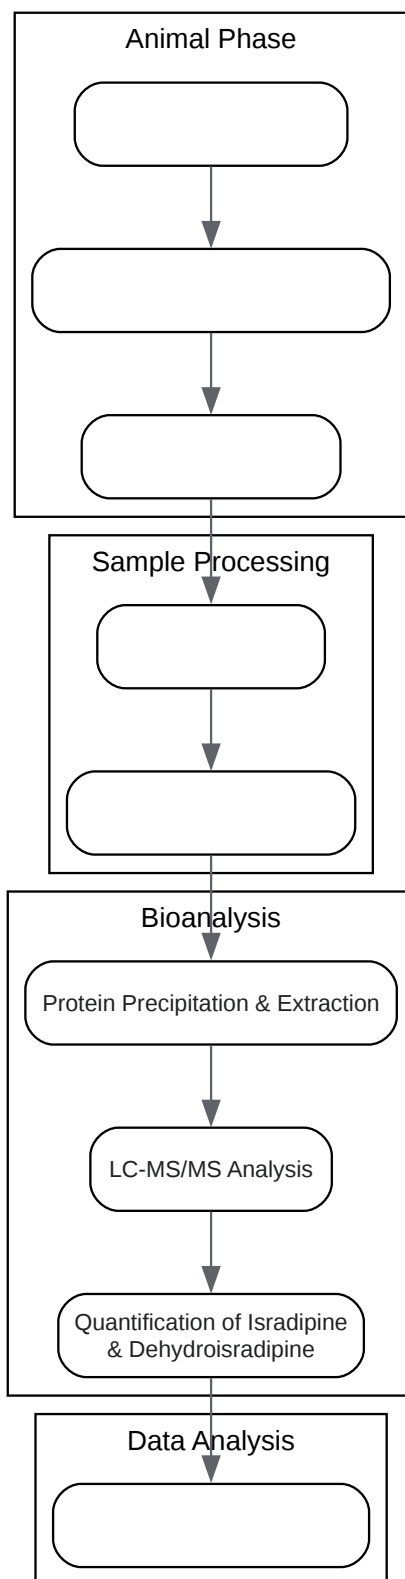 Animal Phase
Sample Processing
Bioanalysis
Protein Precipitation & Extraction
LC-MS/MS Analysis
Quantification of Isradipine
& Dehydroisradipine
Data Analysis